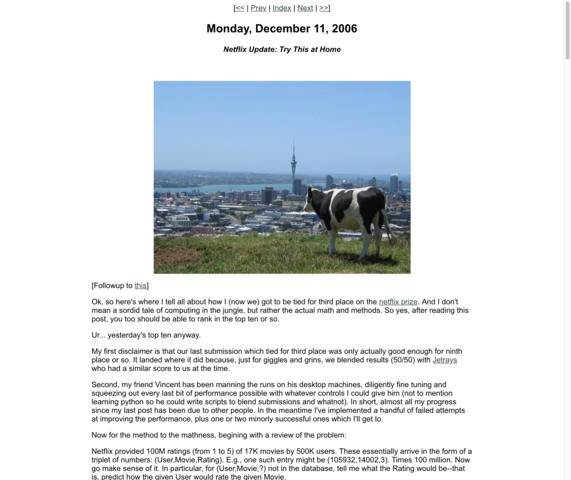 [<< | Prev | Index | Next | >>]
Monday, December 11, 2006
Netflix Update: Try This at Home
[Followup to this]
Ok, so here's where I tell all about how I (now we) got to be tied for third place on the netflix prize. And I don't
mean a sordid tale of computing in the jungle, but rather the actual math and methods. So yes, after reading this
post, you too should be able to rank in the top ten or so.
Ur... yesterday's top ten anyway.
My first disclaimer is that our last submission which tied for third place was only actually good enough for ninth
place or so. It landed where it did because, just for giggles and grins, we blended results (50/50) with Jetrays
who had a similar score to us at the time.
Second, my friend Vincent has been manning the runs on his desktop machines, diligently fine tuning and
squeezing out every last bit of performance possible with whatever controls I could give him (not to mention
learning python so he could write scripts to blend submissions and whatnot). In short, almost all my progress
since my last post has been due to other people. In the meantime I've implemented a handful of failed attempts
at improving the performance, plus one or two minorly successful ones which I'll get to.
Now for the method to the mathness, begining with a review of the problem:
Netflix provided 100M ratings (from 1 to 5) of 17K movies by 500K users. These essentially arrive in the form of a
triplet of numbers: (User,Movie,Rating). E.g., one such entry might be (105932,14002,3). Times 100 million. Now
go make sense of it. In particular, for (User,Movie,?) not in the database, tell me what the Rating would be--that
is, predict how the given User would rate the given Movie.